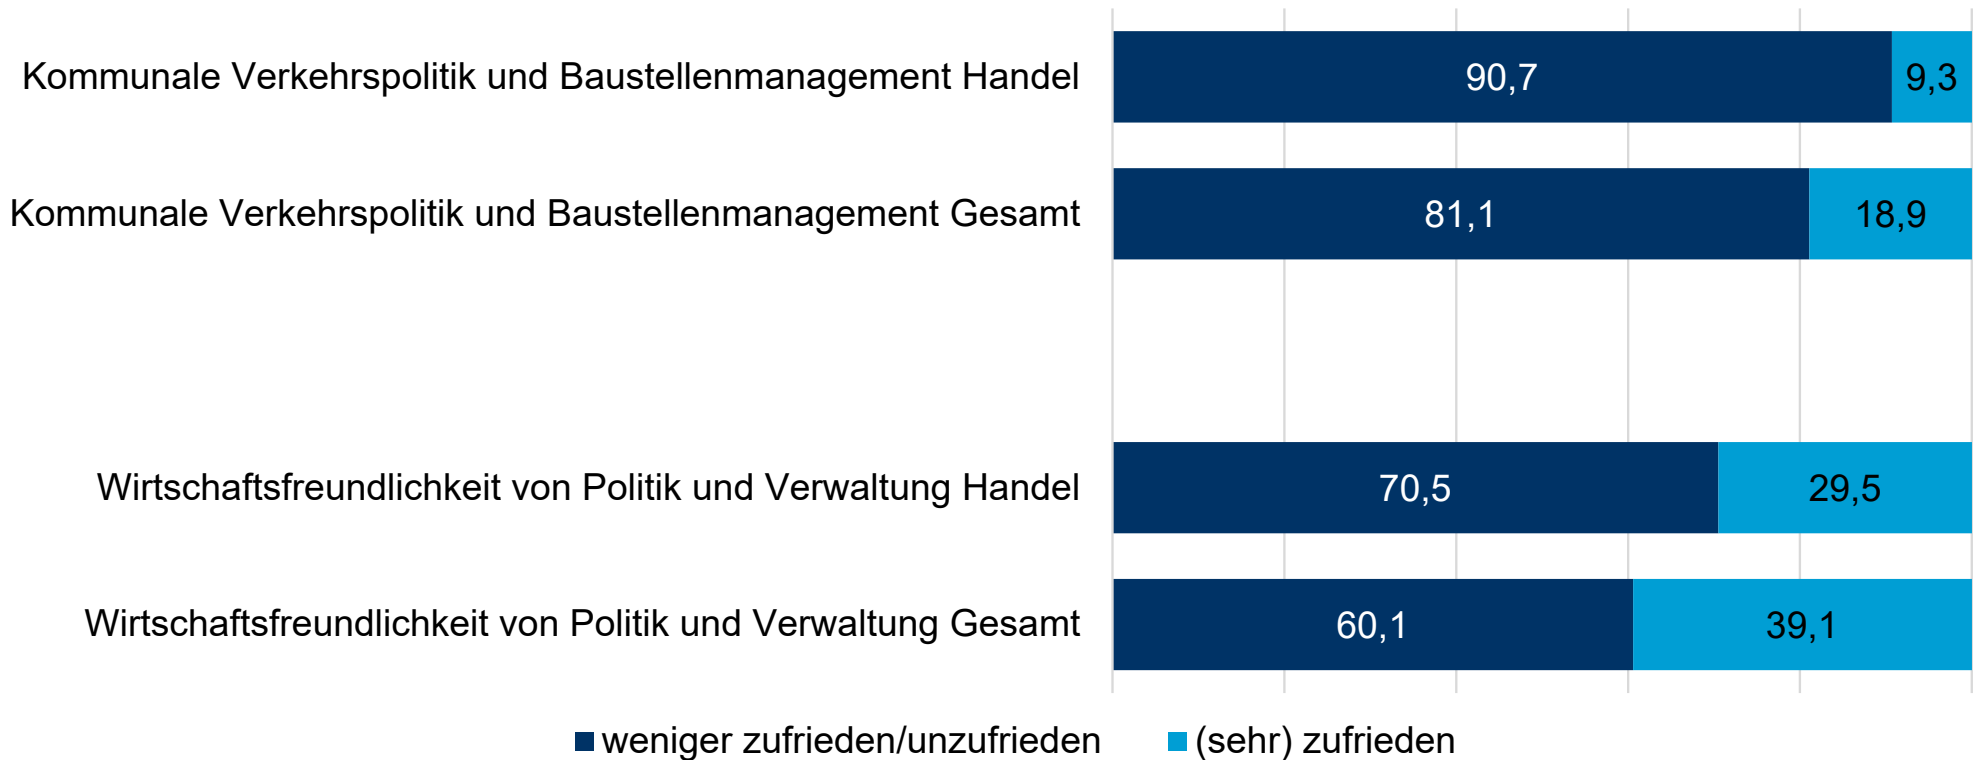 Kommunale Verkehrspolitik und Baustellenmanagement Handel 90,7 9,3
Kommunale Verkehrspolitik und Baustellenmanagement Gesamt 81,1 18,9
Wirtschaftsfreundlichkeit von Politik und Verwaltung Handel 70,5 29,5
Wirtschaftsfreundlichkeit von Politik und Verwaltung Gesamt 60,1 39,1
weniger zufrieden/unzufrieden (sehr) zufrieden